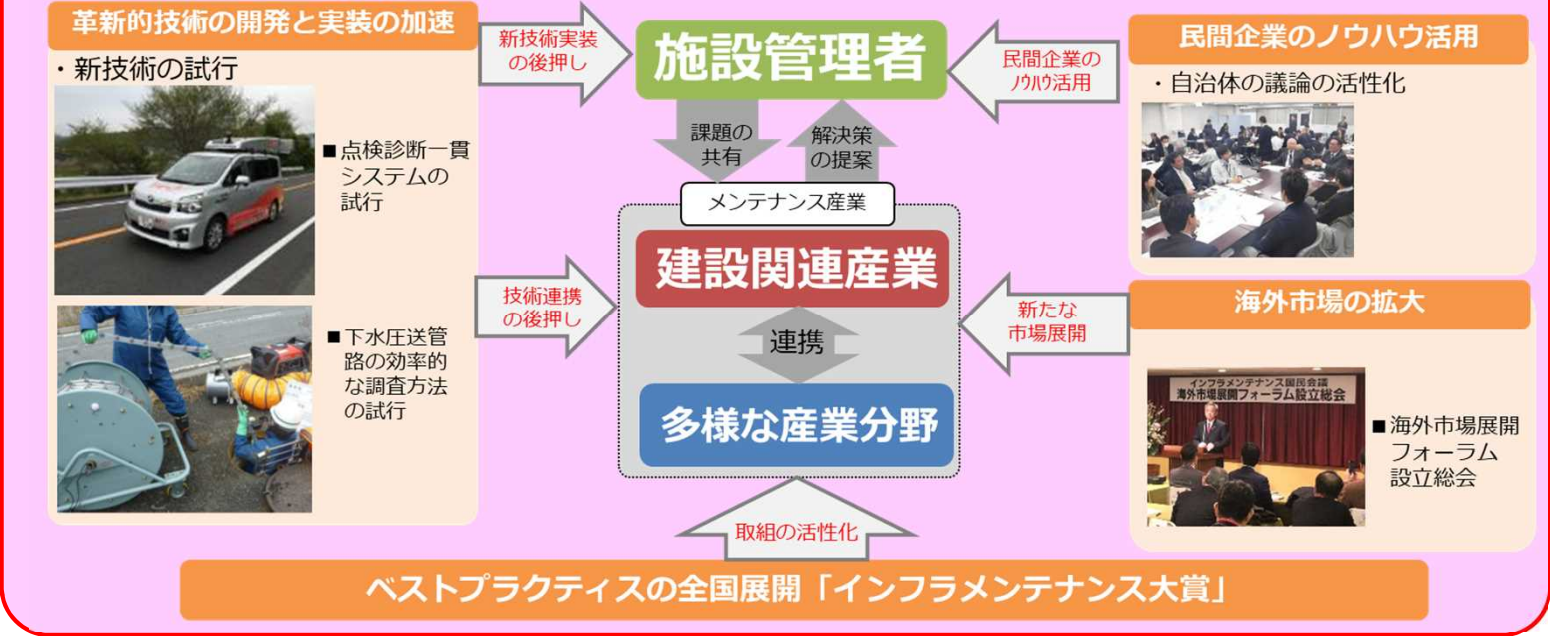 革新的技術の開発と実装の加速
・新技術の試行
■点検診断一貫
システムの
試行
■下水圧送管
路の効率的
な調査方法
の試行
新技術実装
の後押し
技術連携
の後押し
施設管理者
課題の
共有
解決策
の提案
メンテナンス産業
建設関連産業
連携
多様な産業分野
取組の活性化
民間企業の
ﾉｳﾊｳ活用
新たな
市場展開
民間企業のノウハウ活用
・自治体の議論の活性化
海外市場の拡大
インフラメンテナンス国民会議
海外市場展開フォーラム設立総会
■海外市場展開
フォーラム
設立総会
ベストプラクティスの全国展開「インフラメンテナンス大賞」